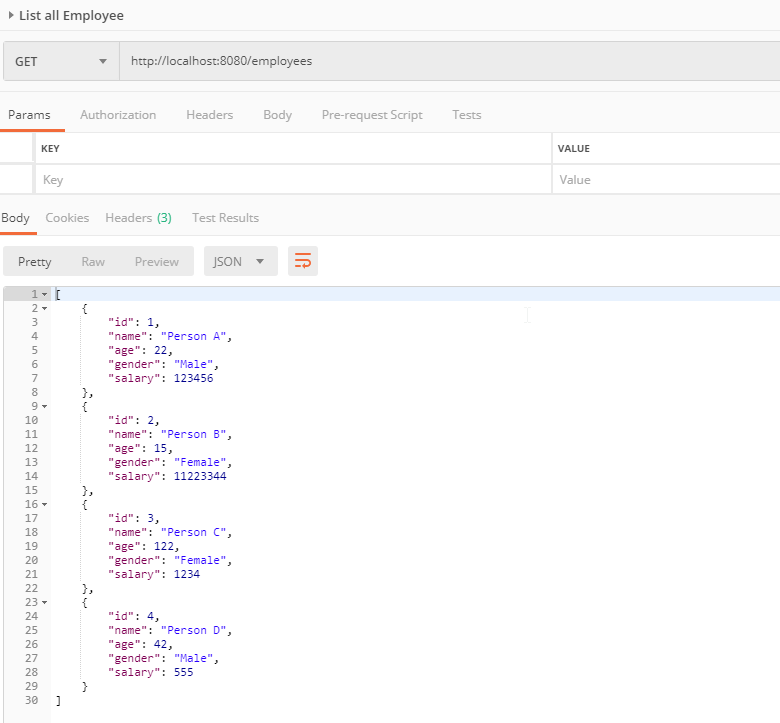 List all Employee
GET http://localhost:8080/employees
Params Authorization Headers Body Pre-request Script Tests
KEY VALUE
Key Value
Body Cookies Headers (3) Test Results
Pretty Raw Preview JSON
1 [
2 {
3 "id": 1,
4 "name": "Person A",
5 "age": 22,
6 "gender": "Male",
7 "salary": 123456
8 },
9 {
10 "id": 2,
11 "name": "Person B",
12 "age": 15,
13 "gender": "Female",
14 "salary": 11223344
15 },
16 {
17 "id": 3,
18 "name": "Person C",
19 "age": 122,
20 "gender": "Female",
21 "salary": 1234
22 },
23 {
24 "id": 4,
25 "name": "Person D",
26 "age": 42,
27 "gender": "Male",
28 "salary": 555
29 }
30 ]